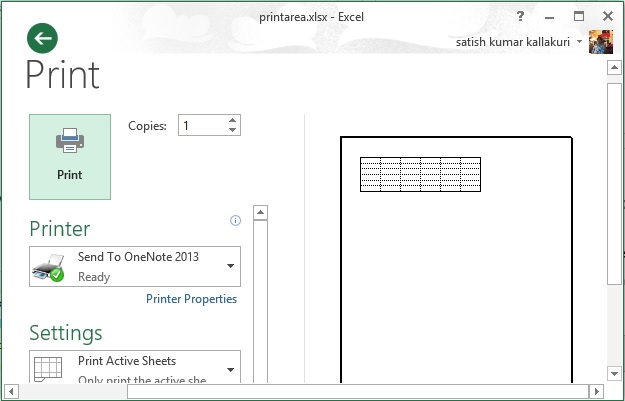 printarea.xlsx - Excel
?
satish kumar kallakuri
Print
Copies: 1
Print
Printer
Send To OneNote 2013
Ready
Printer Properties
Settings
Print Active Sheets
Only print the active she